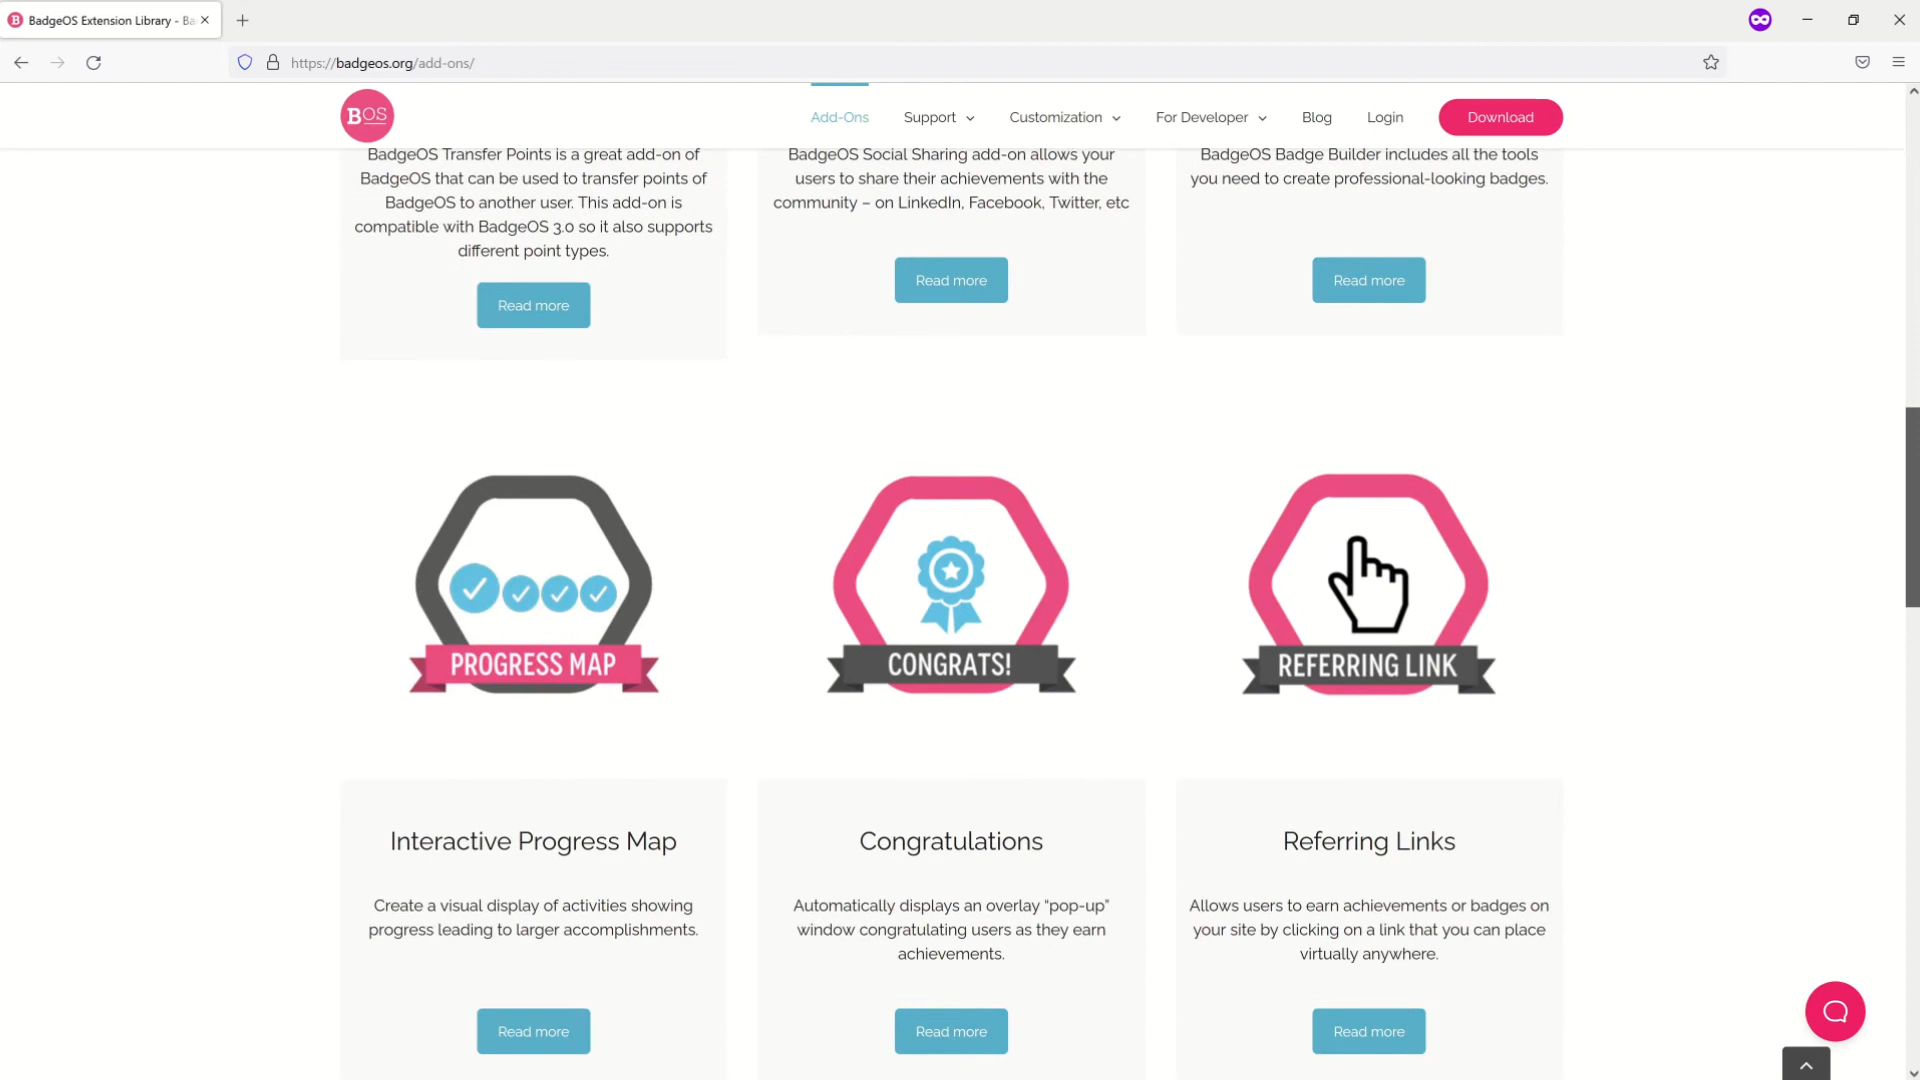 BadgeOS Extension Library - Ba
https://badgeos.org/add-ons/
BOS
Add-Ons
Support
Customization
For Developer
Blog
Login
Download
BadgeOS Transfer Points is a great add-on of
BadgeOS that can be used to transfer points of
BadgeOS to another user. This add-on is
compatible with BadgeOS 3.0 so it also supports
different point types.
Read more
BadgeOS Social Sharing add-on allows your
users to share their achievements with the
community – on LinkedIn, Facebook, Twitter, etc
Read more
BadgeOS Badge Builder includes all the tools
you need to create professional-looking badges.
Read more
PROGRESS MAP
CONGRATS!
REFERRING LINK
Interactive Progress Map
Create a visual display of activities showing
progress leading to larger accomplishments.
Read more
Congratulations
Automatically displays an overlay “pop-up”
window congratulating users as they earn
achievements.
Read more
Referring Links
Allows users to earn achievements or badges on
your site by clicking on a link that you can place
virtually anywhere.
Read more